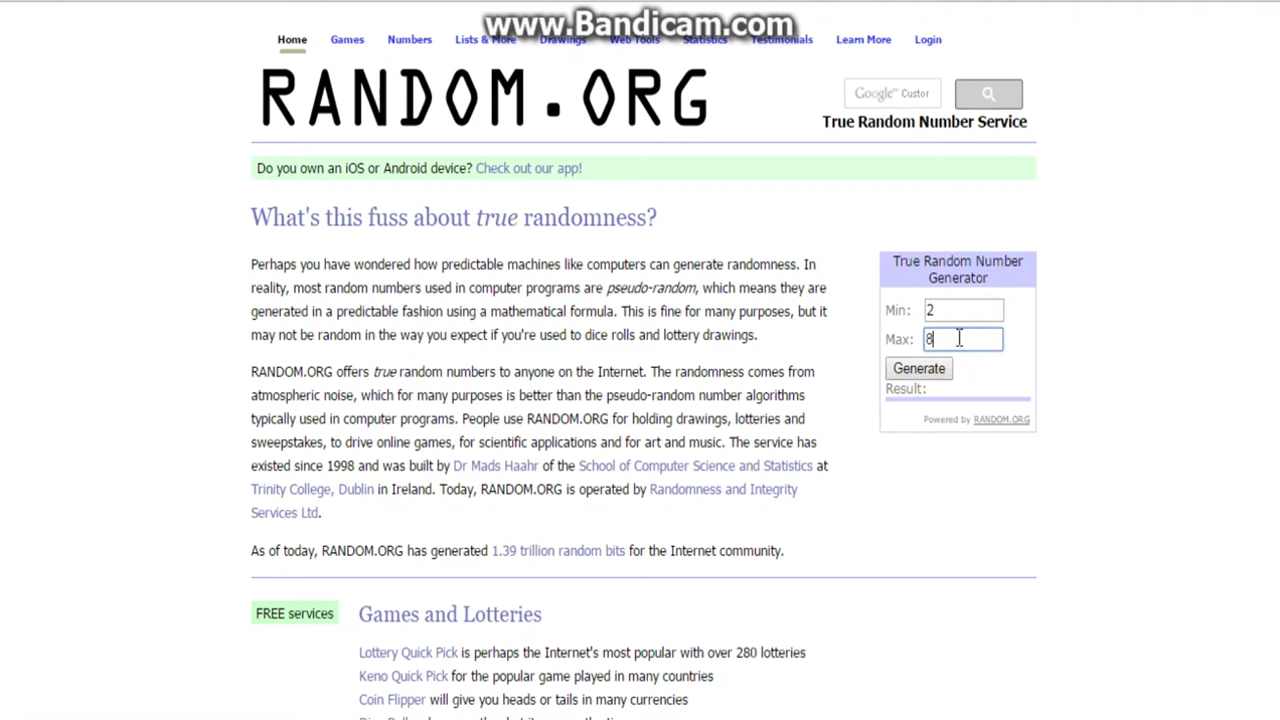 www.Bandicam.com
Home Games Numbers Lists & More Drawings Web Tools Statistics Testimonials Learn More Login
RANDOM.ORG
Google™ Custor
True Random Number Service
Do you own an iOS or Android device? Check out our app!
What's this fuss about true randomness?
Perhaps you have wondered how predictable machines like computers can generate randomness. In
reality, most random numbers used in computer programs are pseudo-random, which means they are
generated in a predictable fashion using a mathematical formula. This is fine for many purposes, but it
may not be random in the way you expect if you're used to dice rolls and lottery drawings.
RANDOM.ORG offers true random numbers to anyone on the Internet. The randomness comes from
atmospheric noise, which for many purposes is better than the pseudo-random number algorithms
typically used in computer programs. People use RANDOM.ORG for holding drawings, lotteries and
sweepstakes, to drive online games, for scientific applications and for art and music. The service has
existed since 1998 and was built by Dr Mads Haahr of the School of Computer Science and Statistics at
Trinity College, Dublin in Ireland. Today, RANDOM.ORG is operated by Randomness and Integrity
Services Ltd.
As of today, RANDOM.ORG has generated 1.39 trillion random bits for the Internet community.
True Random Number
Generator
Min: 2
Max: 8
Generate
Result:
Powered by RANDOM.ORG
FREE services
Games and Lotteries
Lottery Quick Pick is perhaps the Internet's most popular with over 280 lotteries
Keno Quick Pick for the popular game played in many countries
Coin Flipper will give you heads or tails in many currencies